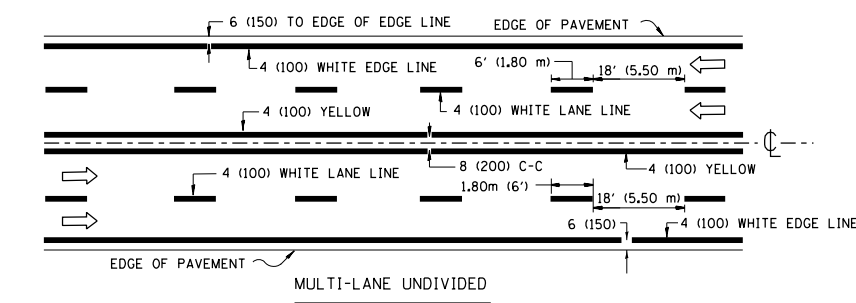 6 (150) TO EDGE OF EDGE LINE
EDGE OF PAVEMENT
4 (100) WHITE EDGE LINE
6' (1.80 m)
18' (5.50 m)
4 (100) YELLOW
4 (100) WHITE LANE LINE
℄
4 (100) WHITE LANE LINE
8 (200) C-C
4 (100) YELLOW
1.80m (6')
18' (5.50 m)
6 (150)
4 (100) WHITE EDGE LINE
EDGE OF PAVEMENT
MULTI-LANE UNDIVIDED